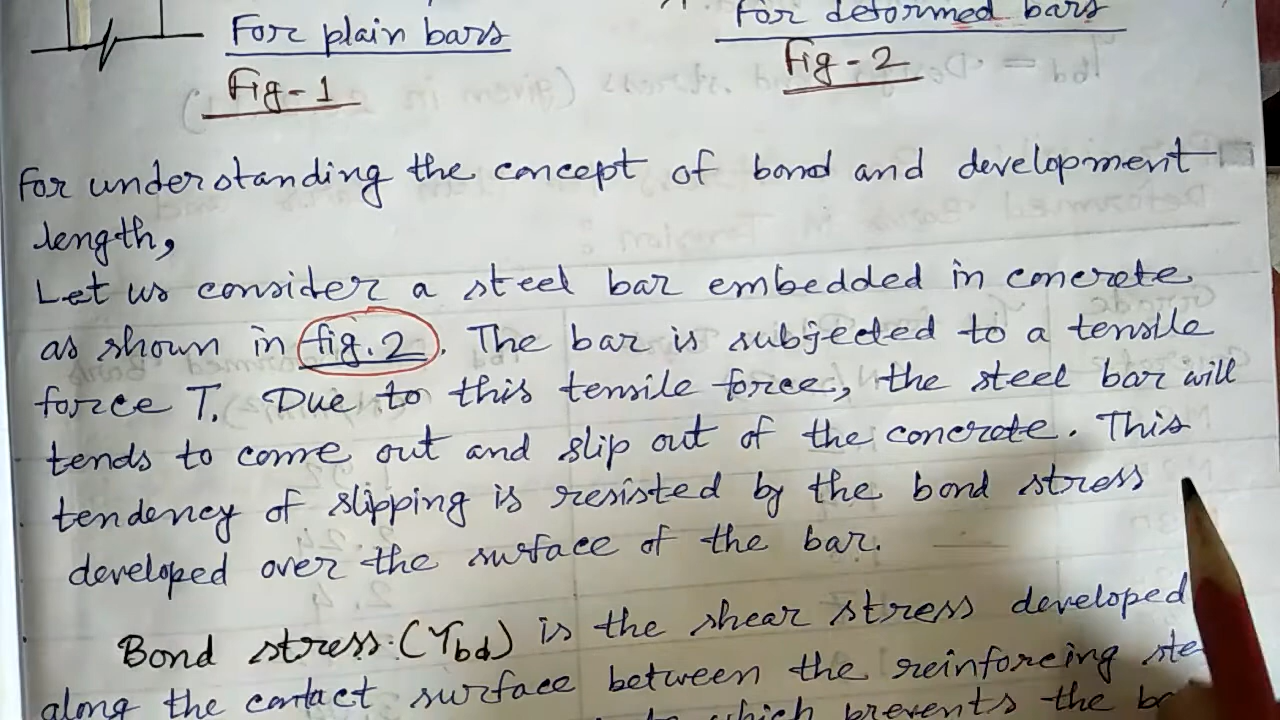 For plain bars
For deformed bars
Fig-1
Fig-2
For understanding the concept of bond and development
length,
Let us consider a steel bar embedded in concrete
as shown in fig.2. The bar is subjected to a tensile
force T. Due to this tensile force, the steel bar will
tends to come out and slip out of the concrete. This
tendency of slipping is resisted by the bond stress
developed over the surface of the bar.
Bond stress (τbd) is the shear stress developed
along the contact surface between the reinforcing
which prevents the